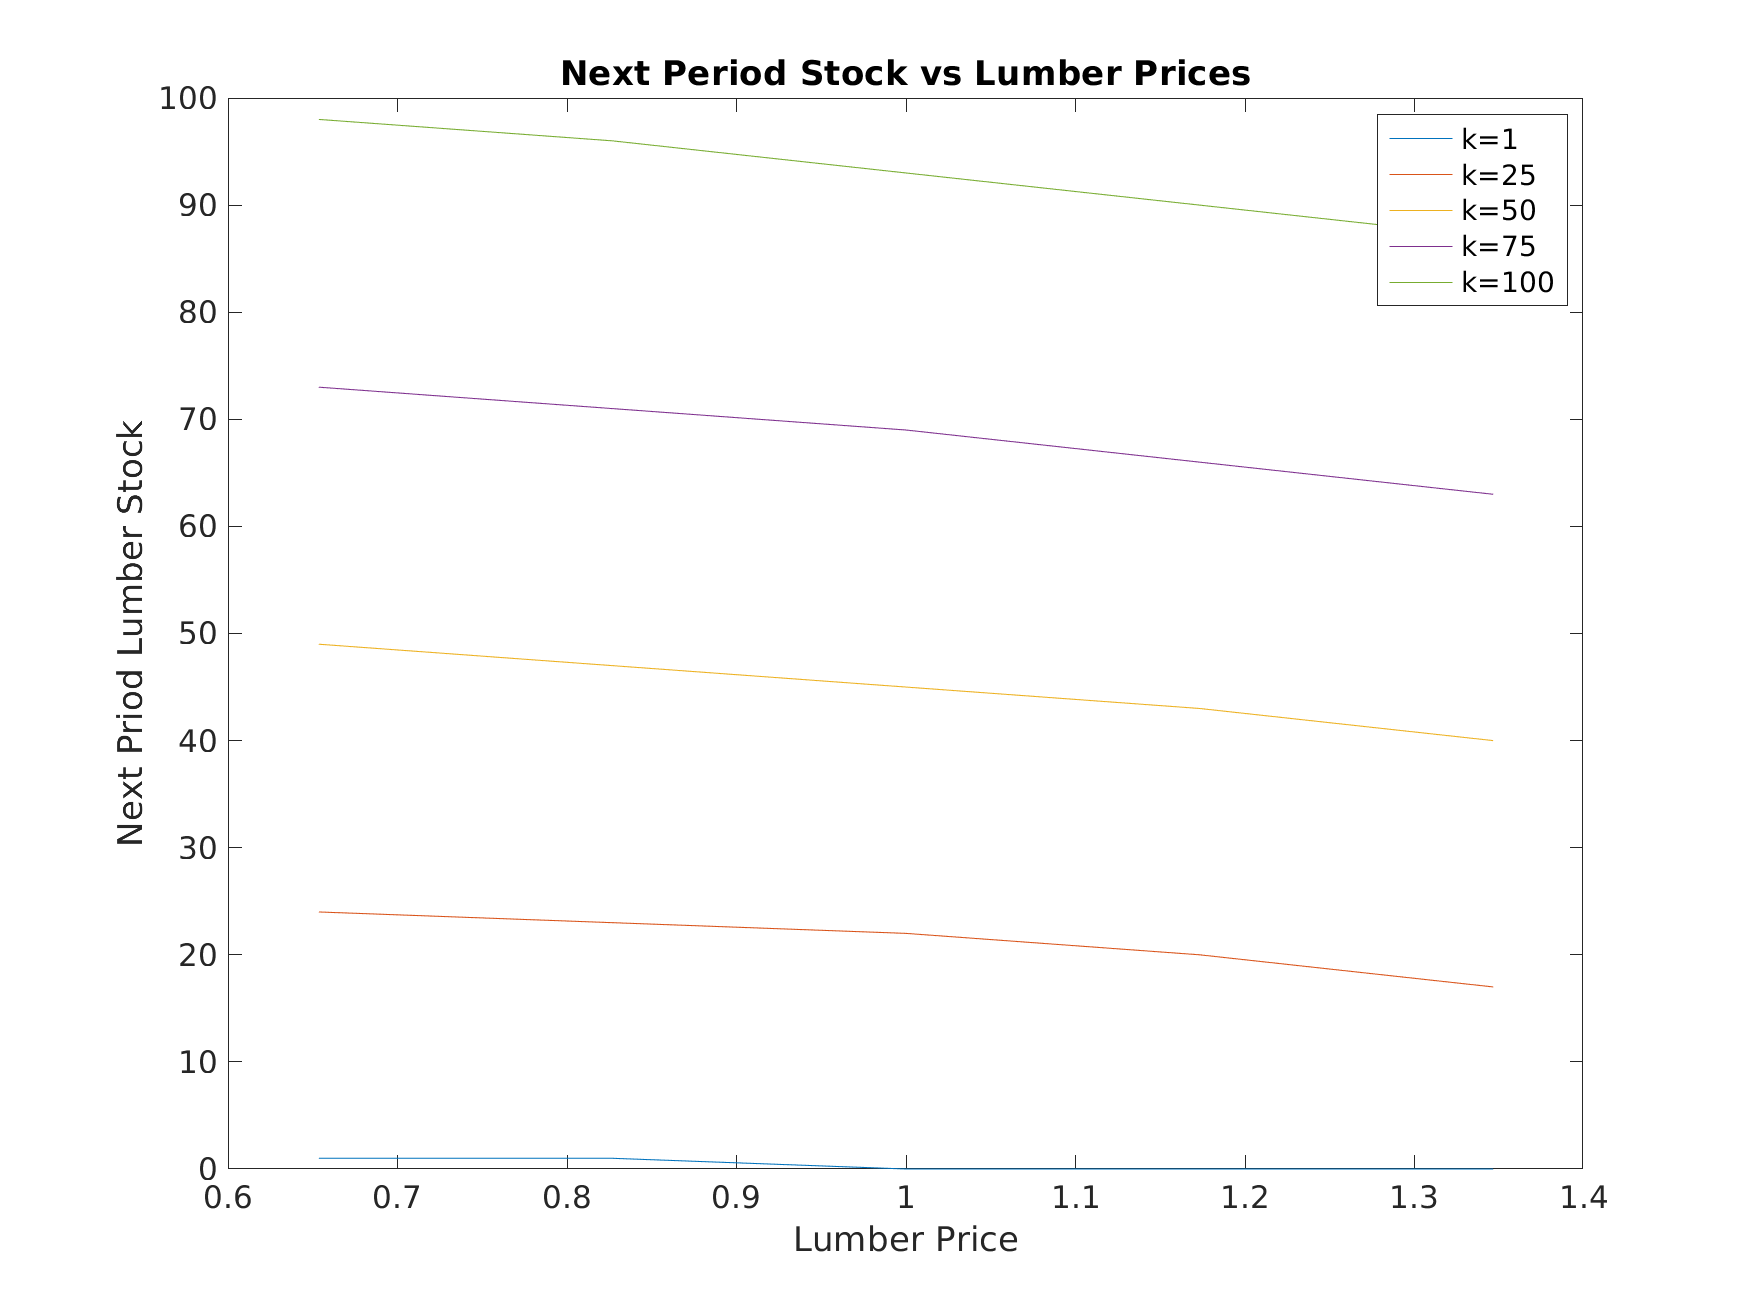 Next Period Stock vs Lumber Prices
100
90
80
70
60
50
40
30
20
10
0
Next Priod Lumber Stock
k=1
k=25
k=50
k=75
k=100
0.6 0.7 0.8 0.9 1 1.1 1.2 1.3 1.4
Lumber Price